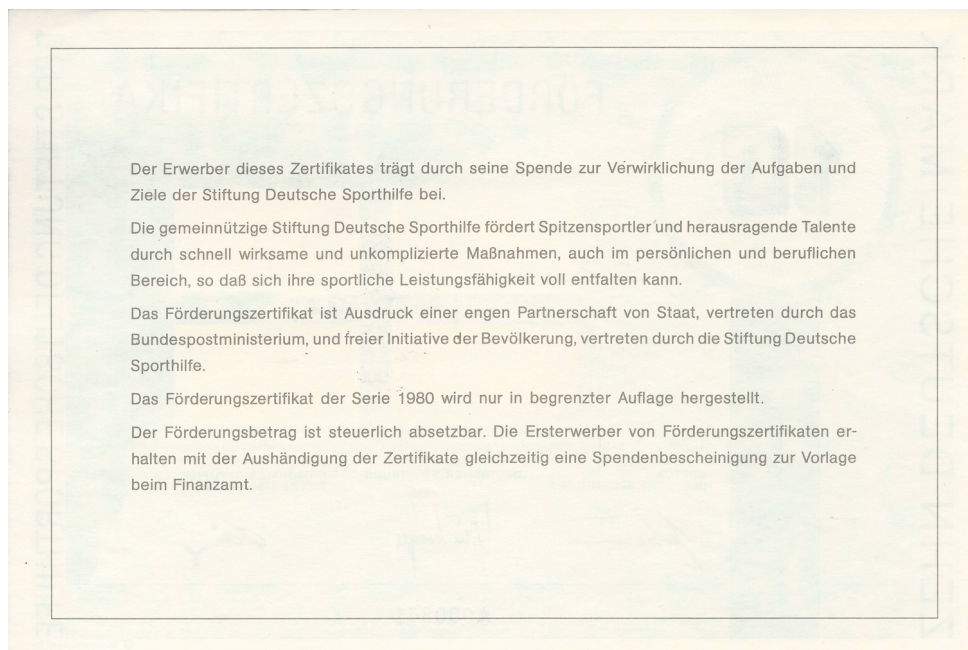 Der Erwerber dieses Zertifikates trägt durch seine Spende zur Verwirklichung der Aufgaben und
Ziele der Stiftung Deutsche Sporthilfe bei.
Die gemeinnützige Stiftung Deutsche Sporthilfe fördert Spitzensportler und herausragende Talente
durch schnell wirksame und unkomplizierte Maßnahmen, auch im persönlichen und beruflichen
Bereich, so daß sich ihre sportliche Leistungsfähigkeit voll entfalten kann.
Das Förderungszertifikat ist Ausdruck einer engen Partnerschaft von Staat, vertreten durch das
Bundespostministerium, und freier Initiative der Bevölkerung, vertreten durch die Stiftung Deutsche
Sporthilfe.
Das Förderungszertifikat der Serie 1980 wird nur in begrenzter Auflage hergestellt.
Der Förderungsbetrag ist steuerlich absetzbar. Die Ersterwerber von Förderungszertifikaten er-
halten mit der Aushändigung der Zertifikate gleichzeitig eine Spendenbescheinigung zur Vorlage
beim Finanzamt.